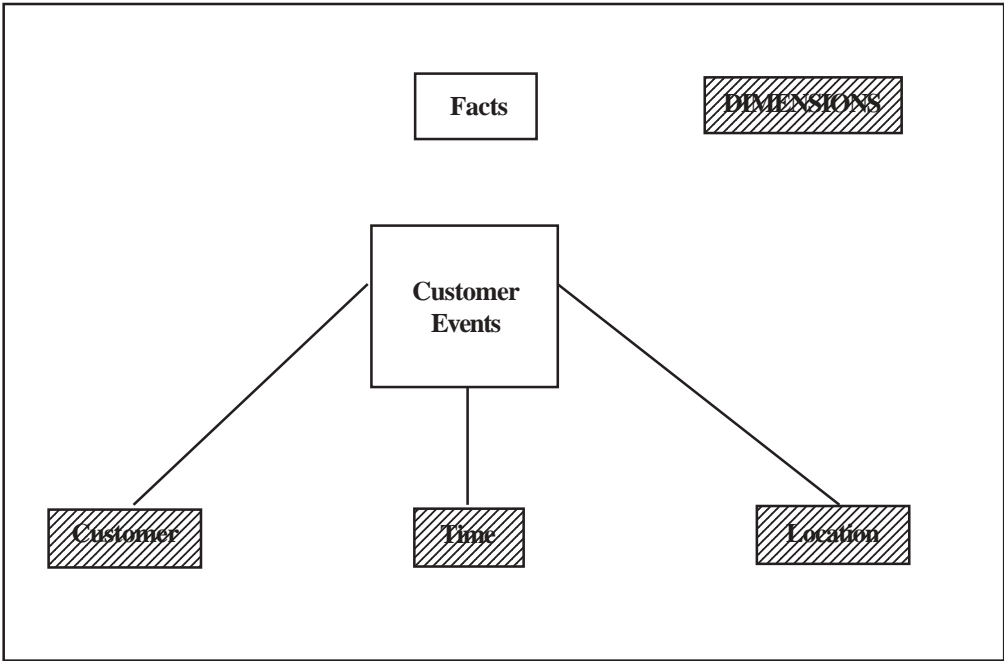 Facts
DIMENSIONS
Customer
Events
Customer
Time
Location